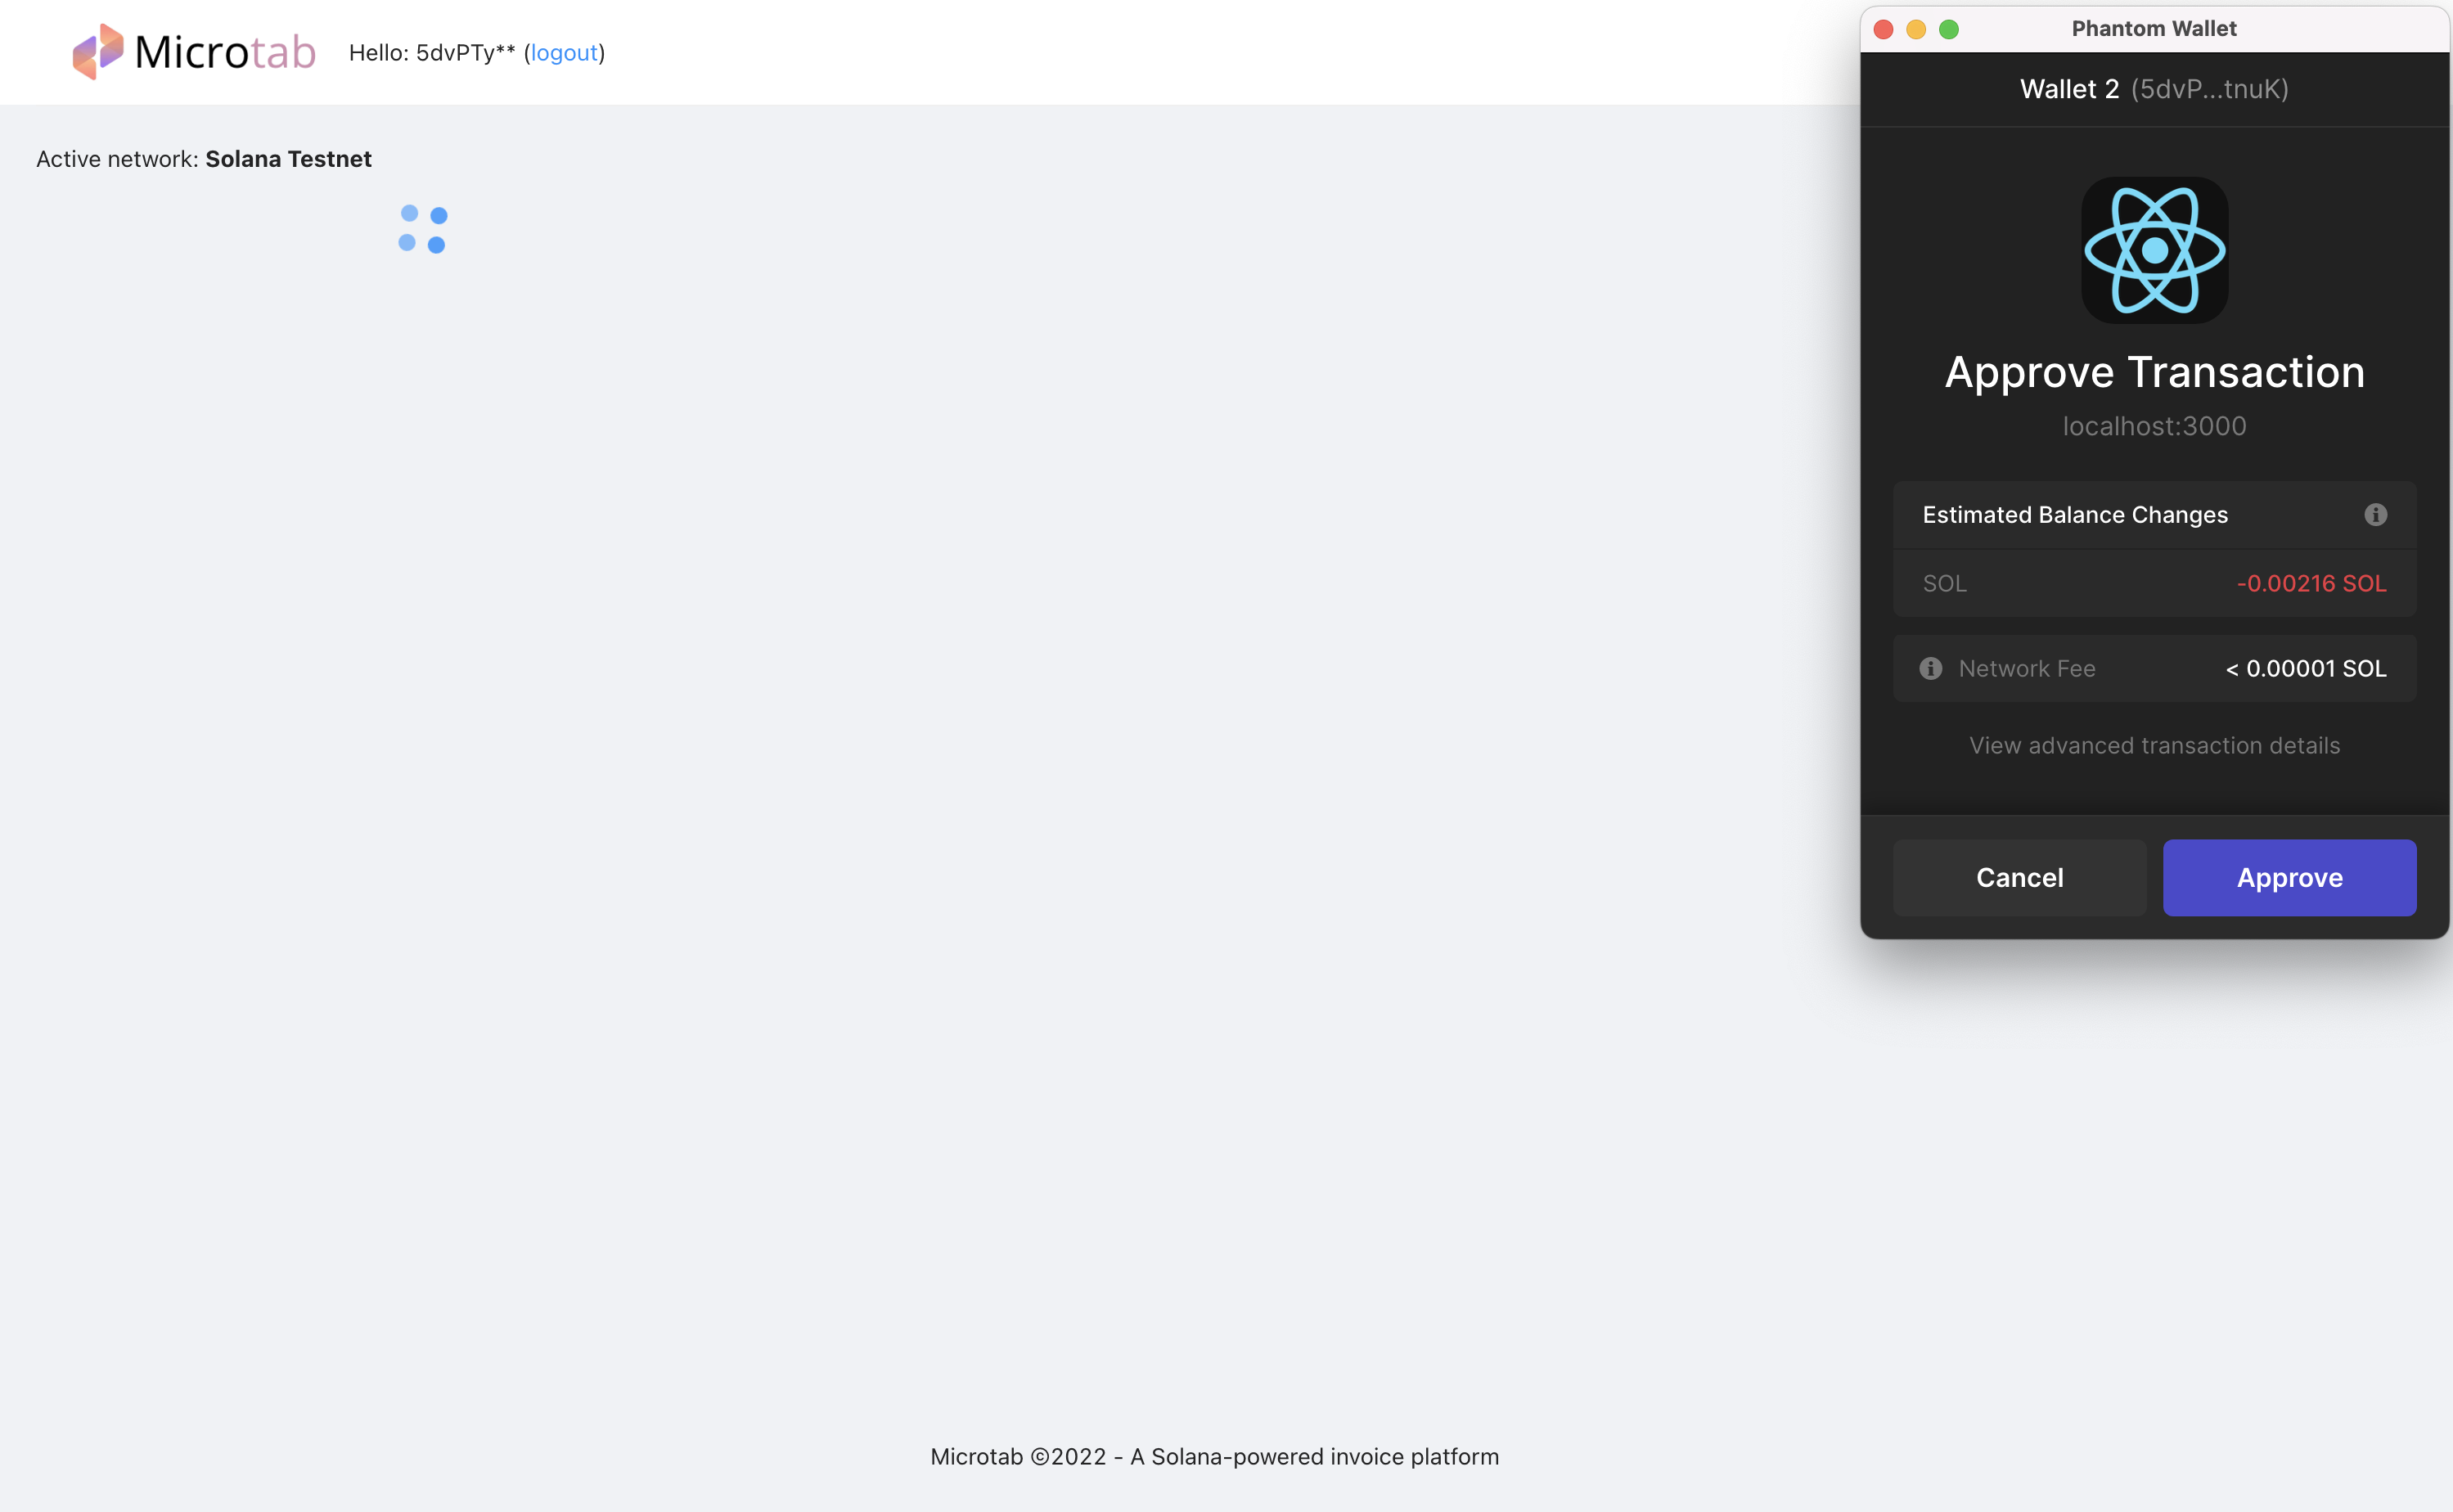 Microtab
Hello: 5dvPTy** (logout)
Active network: Solana Testnet
Phantom Wallet
Wallet 2 (5dvP...tnuK)
Approve Transaction
localhost:3000
Estimated Balance Changes
SOL -0.00216 SOL
Network Fee < 0.00001 SOL
View advanced transaction details
Cancel Approve
Microtab ©2022 - A Solana-powered invoice platform